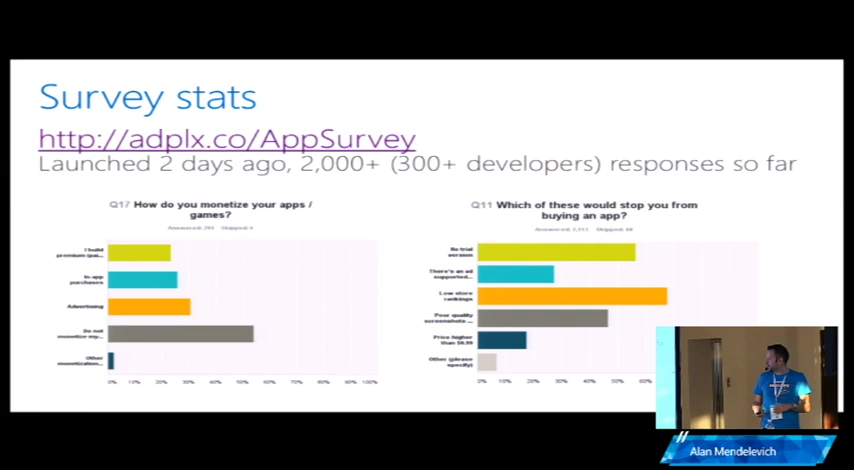 Survey stats
http://adplx.co/AppSurvey
Launched 2 days ago, 2,000+ (300+ developers) responses so far
Q17 How do you monetize your apps /
games?
Answered: 294 Skipped: 6
I build
premium (pai...
In app
purchases
Advertising
Do not
monetize my...
Other
monetization...
0% 10% 20% 30% 40% 50% 60% 70% 80% 90% 100%
Q11 Which of these would stop you from
buying an app?
No trial
version
There's an ad
supported...
Low store
rankings
Poor quality
screenshots ...
Price higher
than $0.99
Other (please
specify)
0% 10% 20% 30% 40% 50% 60%
Alan Mendelevich